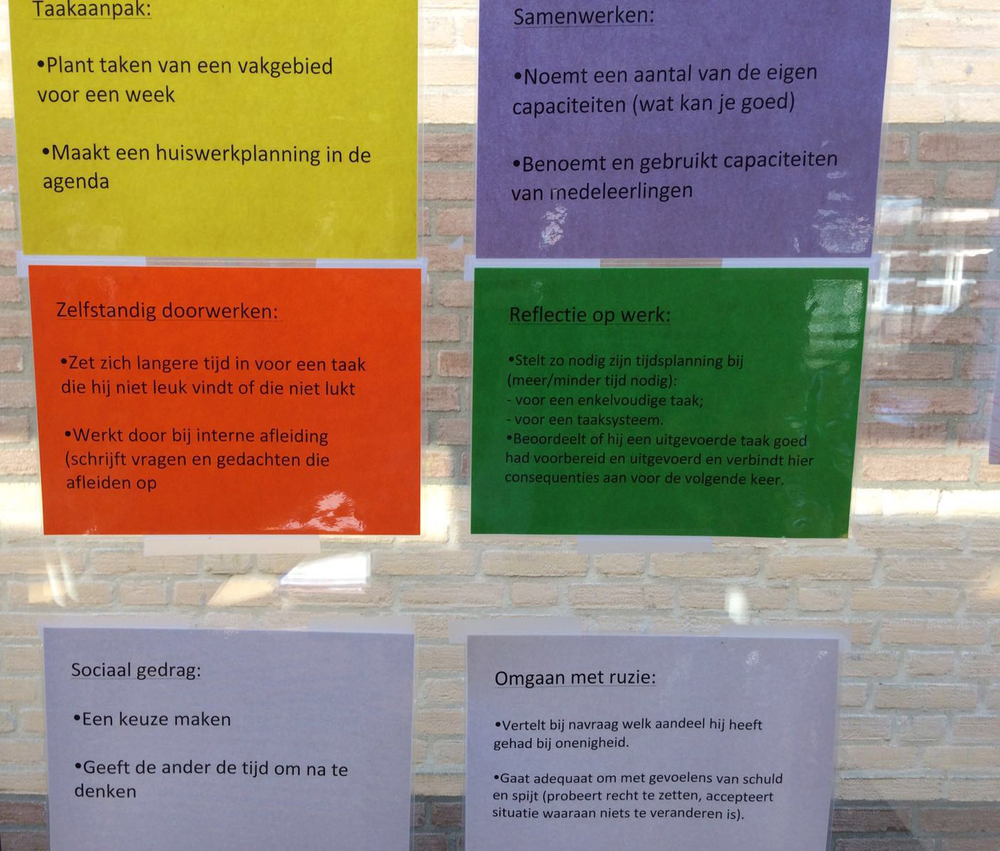 Taakaanpak:
•Plant taken van een vakgebied
voor een week
•Maakt een huiswerkplanning in de
agenda
Samenwerken:
•Noemt een aantal van de eigen
capaciteiten (wat kan je goed)
•Benoemt en gebruikt capaciteiten
van medeleerlingen
Zelfstandig doorwerken:
•Zet zich langere tijd in voor een taak
die hij niet leuk vindt of die niet lukt
•Werkt door bij interne afleiding
(schrijft vragen en gedachten die
afleiden op
Reflectie op werk:
•Stelt zo nodig zijn tijdsplanning bij
(meer/minder tijd nodig):
- voor een enkelvoudige taak;
- voor een taaksysteem.
•Beoordeelt of hij een uitgevoerde taak goed
had voorbereid en uitgevoerd en verbindt hier
consequenties aan voor de volgende keer.
Sociaal gedrag:
•Een keuze maken
•Geeft de ander de tijd om na te
denken
Omgaan met ruzie:
•Vertelt bij navraag welk aandeel hij heeft
gehad bij onenigheid.
•Gaat adequaat om met gevoelens van schuld
en spijt (probeert recht te zetten, accepteert
situatie waaraan niets te veranderen is).